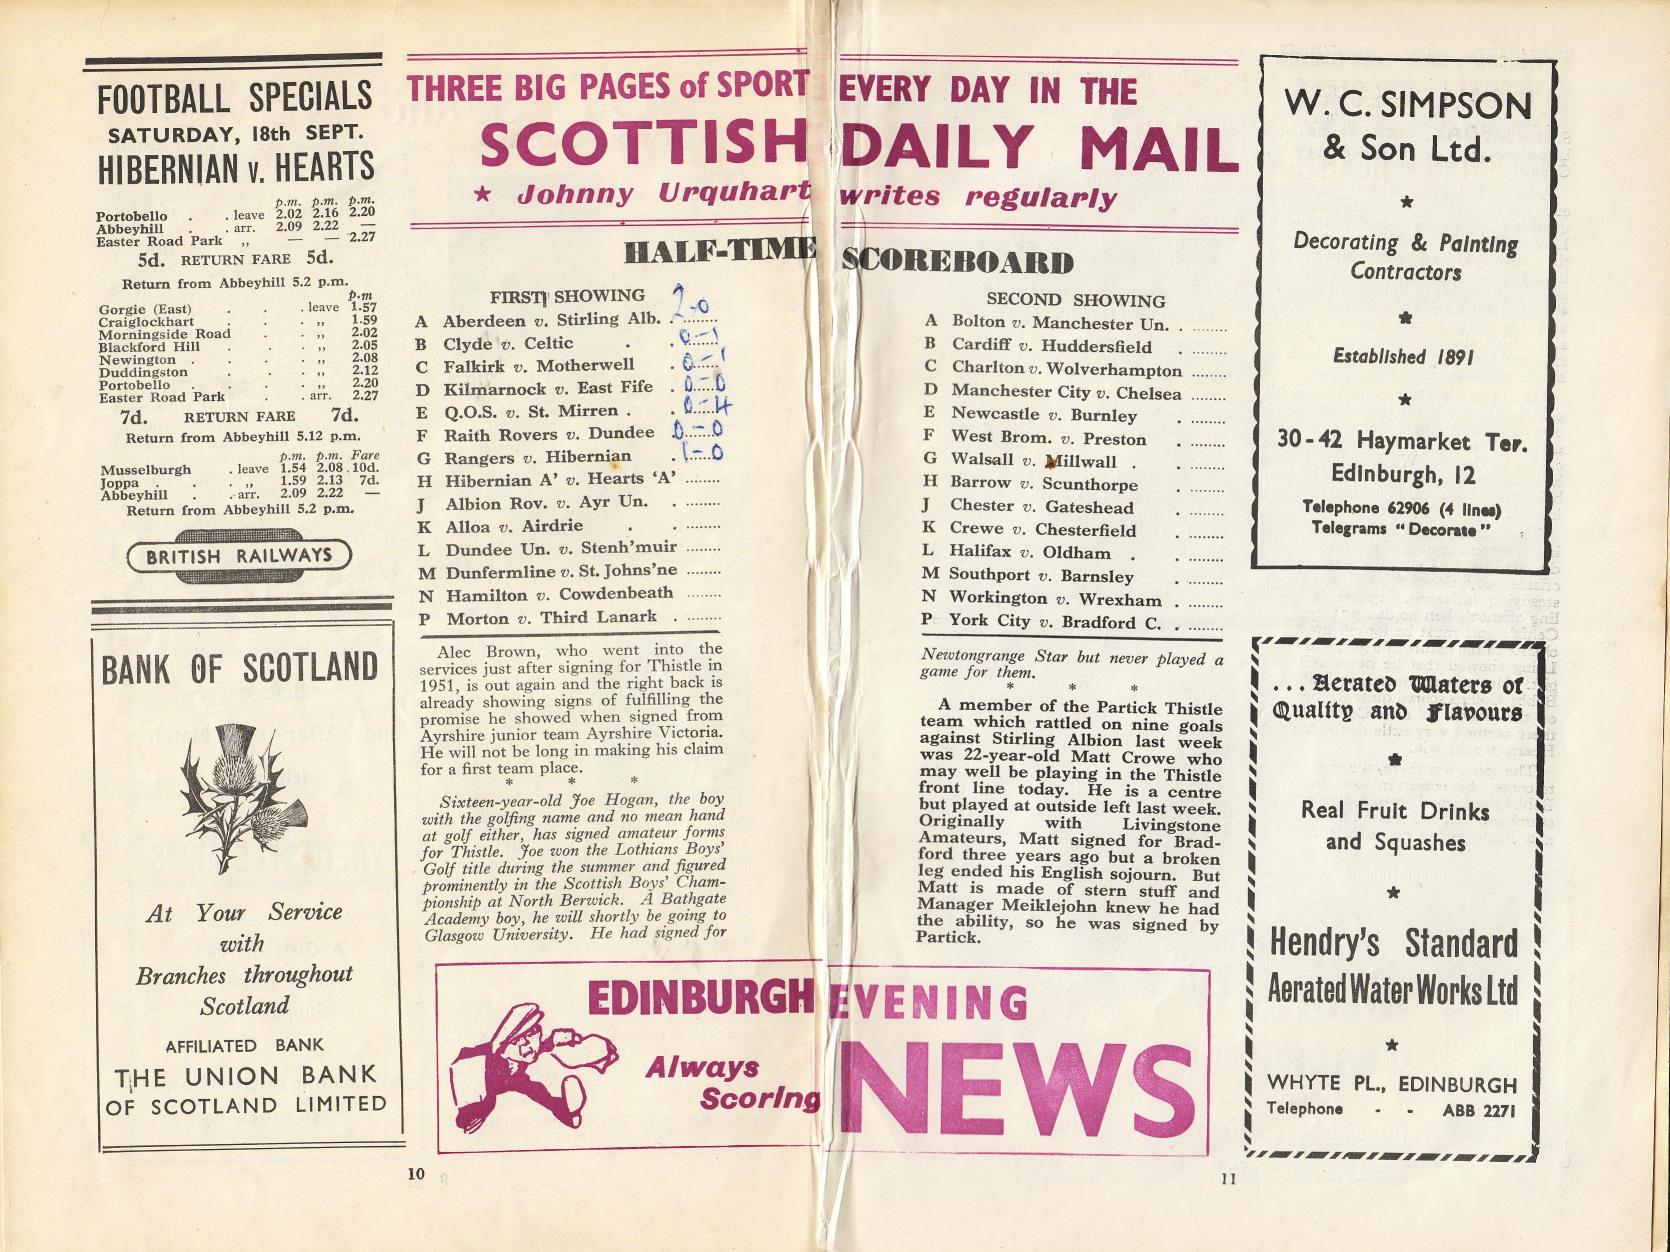 FOOTBALL SPECIALS
SATURDAY, 18th SEPT.
HIBERNIAN v. HEARTS
p.m. p.m. p.m.
Portobello . . leave 2.02 2.16 2.20
Abbeyhill . . arr. 2.09 2.22 —
Easter Road Park ,, — — 2.27
5d. RETURN FARE 5d.
Return from Abbeyhill 5.2 p.m.
p.m
Gorgie (East) . . . leave 1.57
Craiglockhart . . . ,, 1.59
Morningside Road . . ,, 2.02
Blackford Hill . . . ,, 2.05
Newington . . . . ,, 2.08
Duddington . . . ,, 2.12
Portobello . . . . ,, 2.20
Easter Road Park . . arr. 2.27
7d. RETURN FARE 7d.
Return from Abbeyhill 5.12 p.m.
p.m. p.m. Fare
Musselburgh . leave 1.54 2.08 10d.
Joppa . . . ,, 1.59 2.13 7d.
Abbeyhill . . arr. 2.09 2.22 —
Return from Abbeyhill 5.2 p.m.
BRITISH RAILWAYS
BANK OF SCOTLAND
At Your Service
with
Branches throughout
Scotland
AFFILIATED BANK
THE UNION BANK
OF SCOTLAND LIMITED
THREE BIG PAGES of SPORT EVERY DAY IN THE
SCOTTISH DAILY MAIL
★ Johnny Urquhart writes regularly
HALF-TIME SCOREBOARD
FIRST SHOWING
A Aberdeen v. Stirling Alb. . 2-0
B Clyde v. Celtic . . 0-1
C Falkirk v. Motherwell . 0-1
D Kilmarnock v. East Fife . 0-0
E Q.O.S. v. St. Mirren . . 0-4
F Raith Rovers v. Dundee 0-0
G Rangers v. Hibernian . 1-0
H Hibernian A' v. Hearts 'A' ........
J Albion Rov. v. Ayr Un. . ........
K Alloa v. Airdrie . . ........
L Dundee Un. v. Stenh'muir ........
M Dunfermline v. St. Johns'ne ........
N Hamilton v. Cowdenbeath ........
P Morton v. Third Lanark . ........
Alec Brown, who went into the
services just after signing for Thistle in
1951, is out again and the right back is
already showing signs of fulfilling the
promise he showed when signed from
Ayrshire junior team Ayrshire Victoria.
He will not be long in making his claim
for a first team place.
* * *
Sixteen-year-old Joe Hogan, the boy
with the golfing name and no mean hand
at golf either, has signed amateur forms
for Thistle. Joe won the Lothians Boys'
Golf title during the summer and figured
prominently in the Scottish Boys' Cham-
pionship at North Berwick. A Bathgate
Academy boy, he will shortly be going to
Glasgow University. He had signed for
SECOND SHOWING
A Bolton v. Manchester Un. . ........
B Cardiff v. Huddersfield . ........
C Charlton v. Wolverhampton ........
D Manchester City v. Chelsea ........
E Newcastle v. Burnley . ........
F West Brom. v. Preston . ........
G Walsall v. Millwall . . ........
H Barrow v. Scunthorpe . ........
J Chester v. Gateshead . ........
K Crewe v. Chesterfield . ........
L Halifax v. Oldham . . ........
M Southport v. Barnsley . ........
N Workington v. Wrexham . ........
P York City v. Bradford C. . ........
Newtongrange Star but never played a
game for them.
* * *
A member of the Partick Thistle
team which rattled on nine goals
against Stirling Albion last week
was 22-year-old Matt Crowe who
may well be playing in the Thistle
front line today. He is a centre
but played at outside left last week.
Originally with Livingstone
Amateurs, Matt signed for Brad-
ford three years ago but a broken
leg ended his English sojourn. But
Matt is made of stern stuff and
Manager Meiklejohn knew he had
the ability, so he was signed by
Partick.
EDINBURGH EVENING
NEWS
Always
Scoring
W. C. SIMPSON
& Son Ltd.
★
Decorating & Painting
Contractors
★
Established 1891
★
30-42 Haymarket Ter.
Edinburgh, 12
Telephone 62906 (4 lines)
Telegrams "Decorate"
... Aerated Waters of
Quality and Flavours
★
Real Fruit Drinks
and Squashes
★
Hendry's Standard
Aerated Water Works Ltd
★
WHYTE PL., EDINBURGH
Telephone - - ABB 2271
10
11